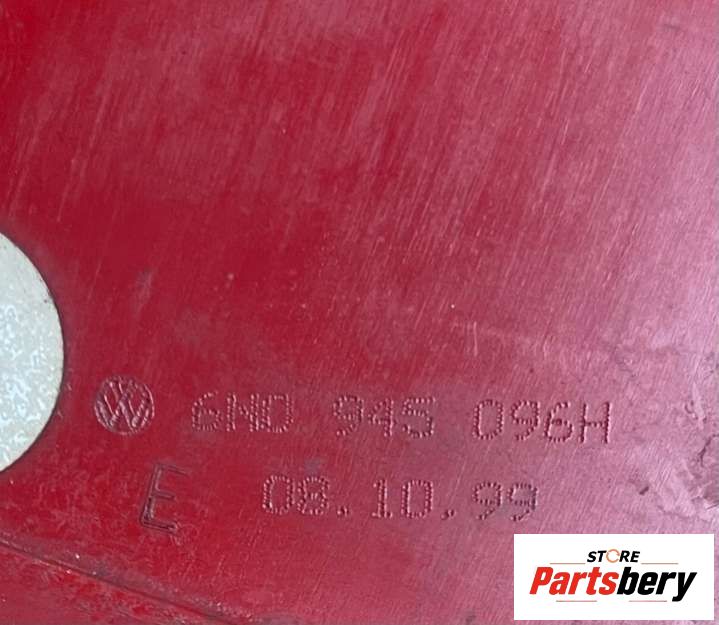 6N0 945 096H
E 08.10.99
STORE
Partsbery